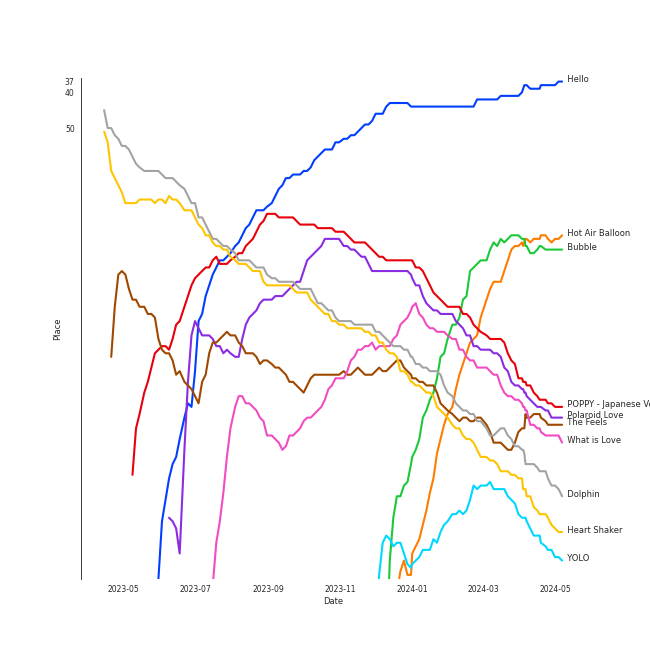 37
40
50
Hello
Hot Air Balloon
Bubble
POPPY - Japanese Ve
Polaroid Love
The Feels
What is Love
Dolphin
Heart Shaker
YOLO
Place
2023-05 2023-07 2023-09 2023-11 2024-01 2024-03 2024-05
Date